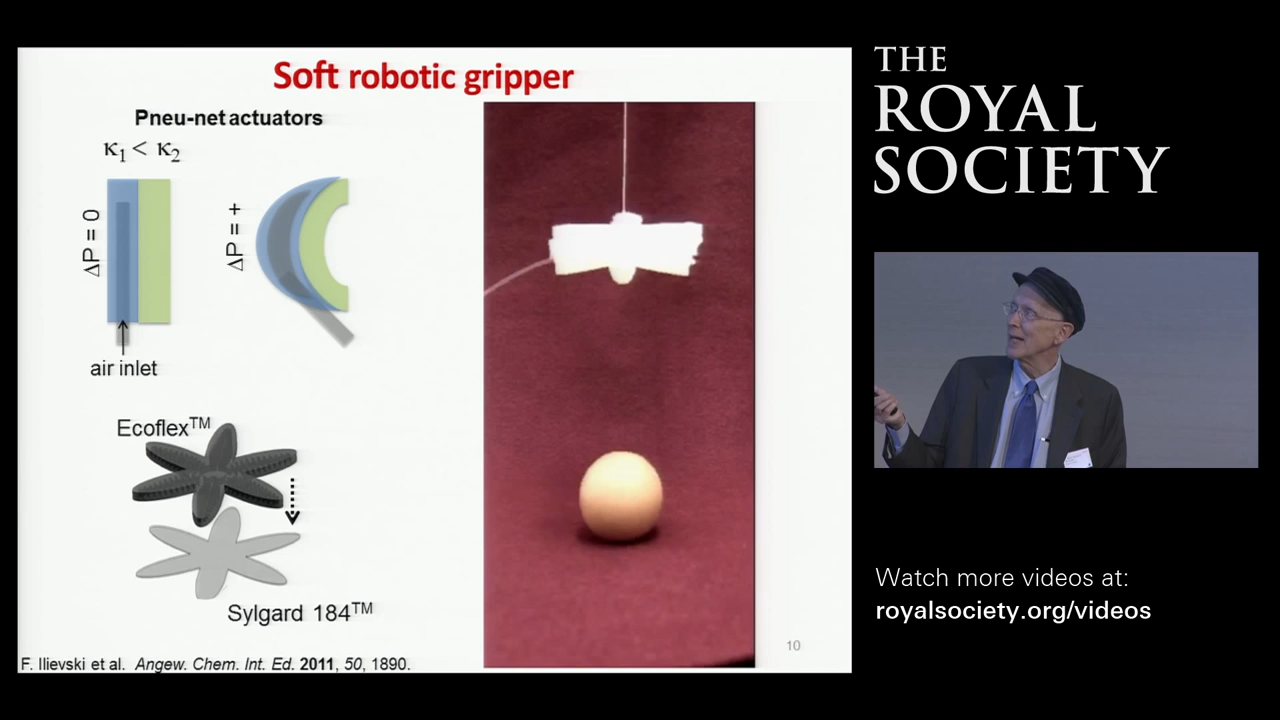 Soft robotic gripper
Pneu-net actuators
κ1 < κ2
ΔP = 0
ΔP = +
air inlet
Ecoflex™
Sylgard 184™
F. Ilievski et al. Angew. Chem. Int. Ed. 2011, 50, 1890.
10
THE
ROYAL
SOCIETY
Watch more videos at:
royalsociety.org/videos